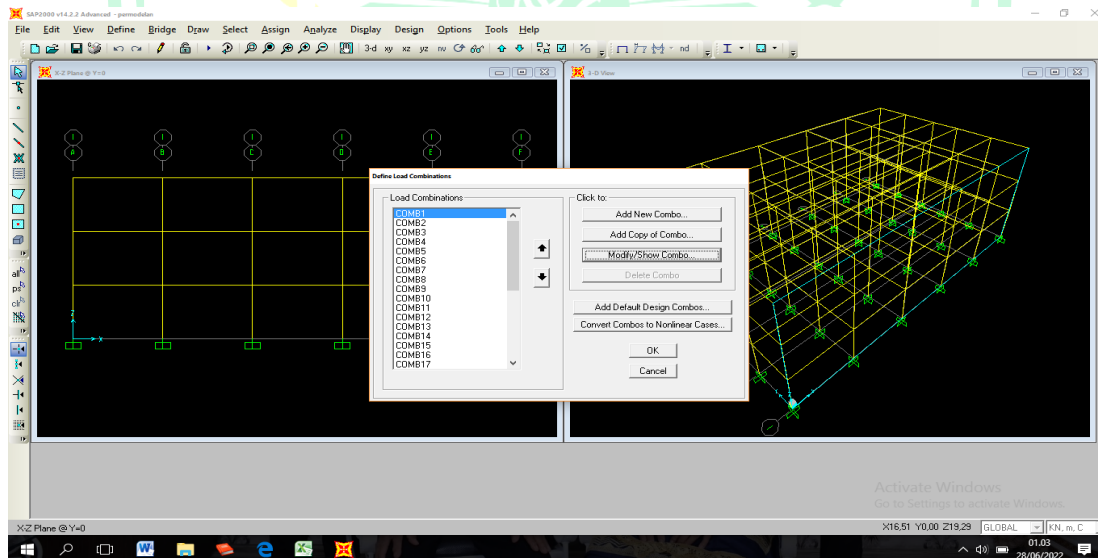 SAP2000 v14.2.2 Advanced - permodelan
File Edit View Define Bridge Draw Select Assign Analyze Display Design Options Tools Help
3-d xy xz yz nv nd
X-Z Plane @ Y=0
3-D View
A B C D E F
Define Load Combinations
Load Combinations
COMB1
COMB2
COMB3
COMB4
COMB5
COMB6
COMB7
COMB8
COMB9
COMB10
COMB11
COMB12
COMB13
COMB14
COMB15
COMB16
COMB17
Click to:
Add New Combo...
Add Copy of Combo...
Modify/Show Combo...
Delete Combo
Add Default Design Combos...
Convert Combos to Nonlinear Cases...
OK
Cancel
all
ps
clr
Z
X
Activate Windows
Go to Settings to activate Windows.
X-Z Plane @ Y=0
X16,51 Y0,00 Z19,29
GLOBAL
KN, m, C
01.03
28/06/2022